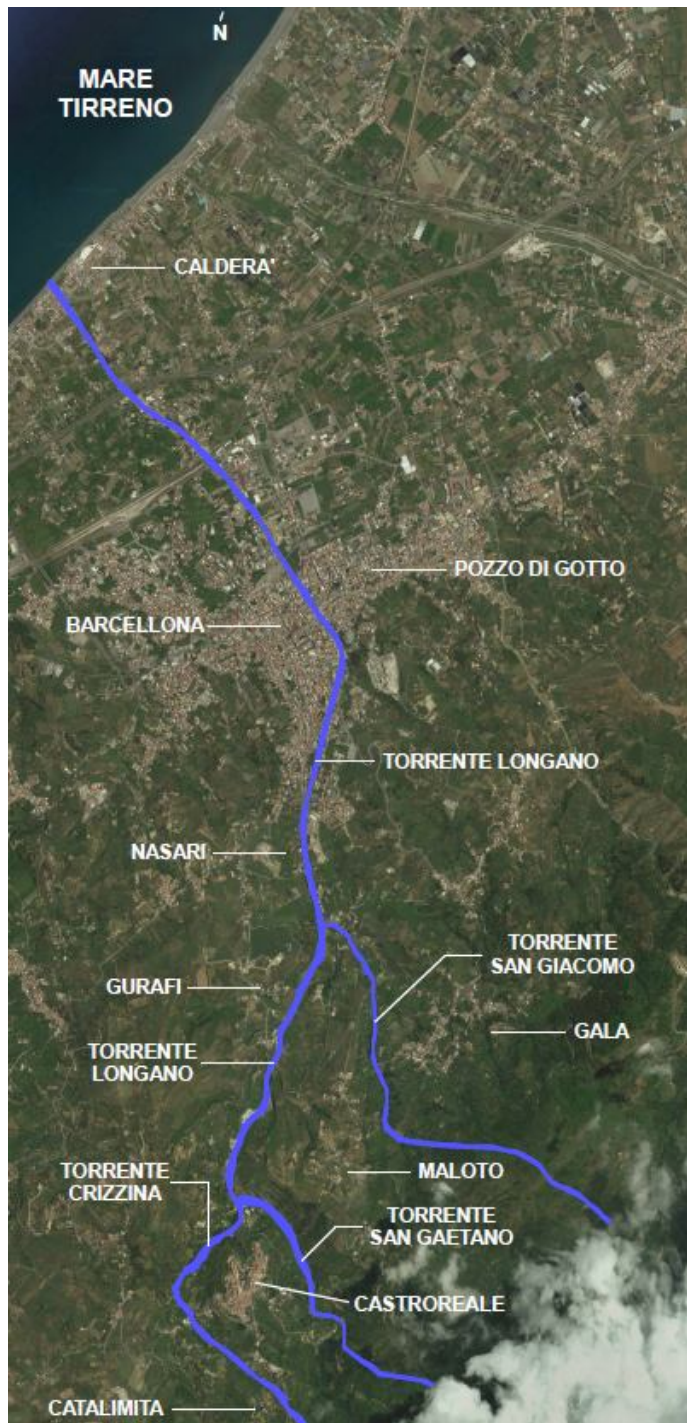 N
MARE
TIRRENO
CALDERA'
POZZO DI GOTTO
BARCELLONA
TORRENTE LONGANO
NASARI
TORRENTE
SAN GIACOMO
GURAFI
GALA
TORRENTE
LONGANO
TORRENTE
CRIZZINA
MALOTO
TORRENTE
SAN GAETANO
CASTROREALE
CATALIMITA